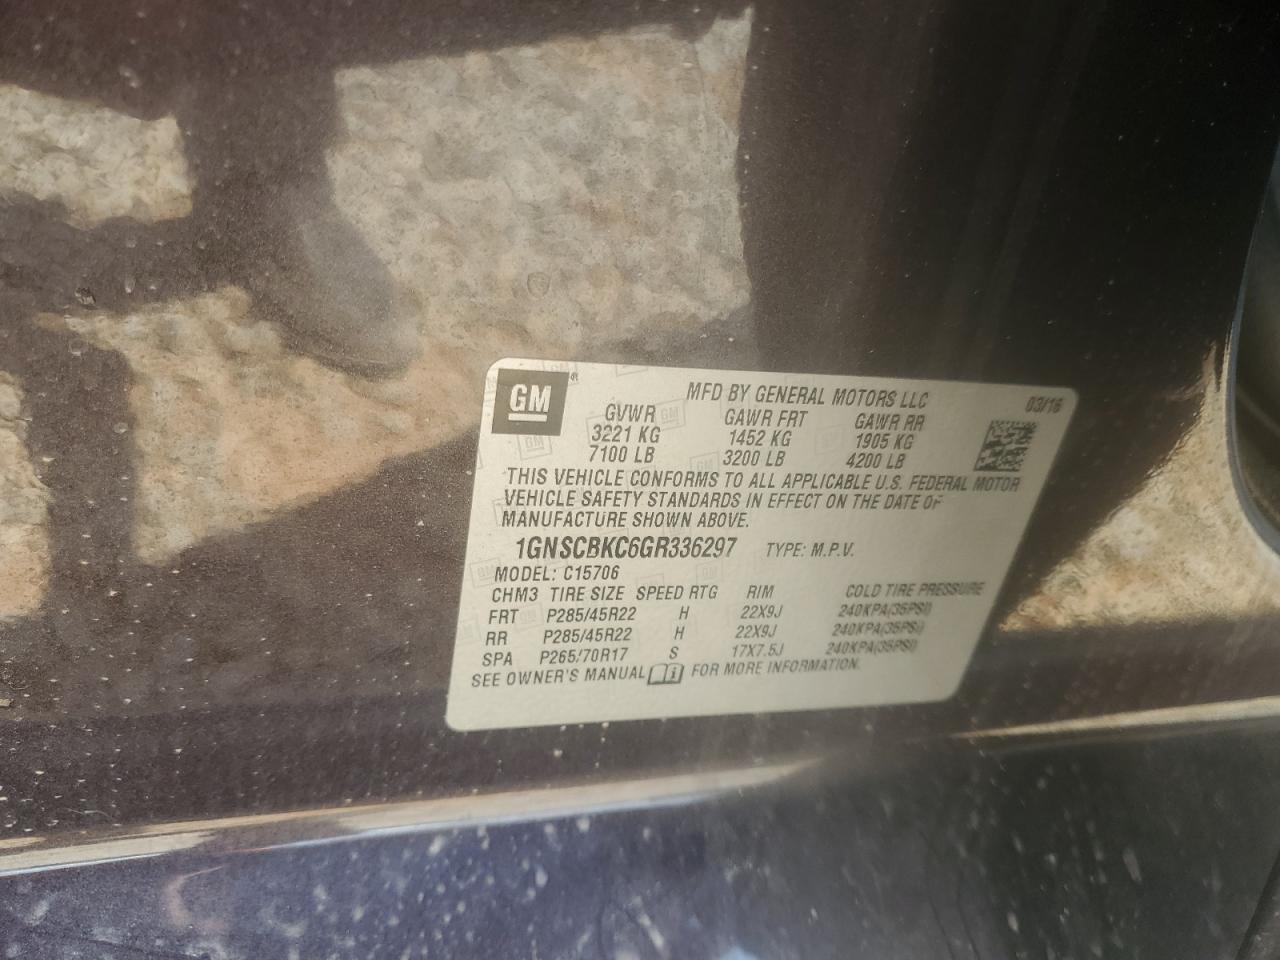 GM®
MFD BY GENERAL MOTORS LLC 03/16
GVWR GAWR FRT GAWR RR
3221 KG 1452 KG 1905 KG
7100 LB 3200 LB 4200 LB
THIS VEHICLE CONFORMS TO ALL APPLICABLE U.S. FEDERAL MOTOR
VEHICLE SAFETY STANDARDS IN EFFECT ON THE DATE OF
MANUFACTURE SHOWN ABOVE.
1GNSCBKC6GR336297 TYPE: M.P.V.
MODEL: C15706
CHM3 TIRE SIZE SPEED RTG RIM COLD TIRE PRESSURE
FRT P285/45R22 H 22X9J 240KPA(35PSI)
RR P285/45R22 H 22X9J 240KPA(35PSI)
SPA P265/70R17 S 17X7.5J 240KPA(35PSI)
SEE OWNER'S MANUAL FOR MORE INFORMATION.